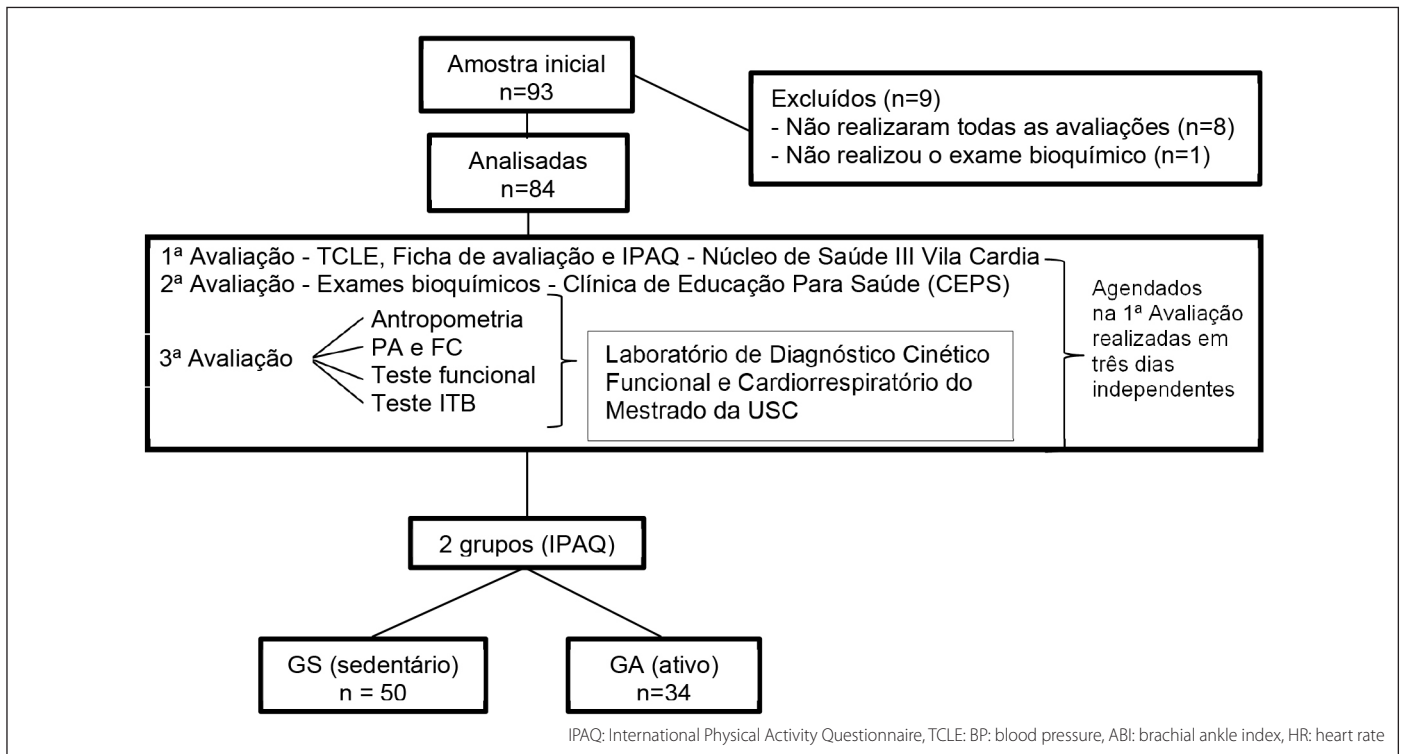 Amostra inicial
n=93
Excluídos (n=9)
- Não realizaram todas as avaliações (n=8)
- Não realizou o exame bioquímico (n=1)
Analisadas
n=84
1ª Avaliação - TCLE, Ficha de avaliação e IPAQ - Núcleo de Saúde III Vila Cardia
2ª Avaliação - Exames bioquímicos - Clínica de Educação Para Saúde (CEPS)
3ª Avaliação
Antropometria
PA e FC
Teste funcional
Teste ITB
Laboratório de Diagnóstico Cinético
Funcional e Cardiorrespiratório do
Mestrado da USC
Agendados
na 1ª Avaliação
realizadas em
três dias
independentes
2 grupos (IPAQ)
GS (sedentário)
n = 50
GA (ativo)
n=34
IPAQ: International Physical Activity Questionnaire, TCLE: BP: blood pressure, ABI: brachial ankle index, HR: heart rate